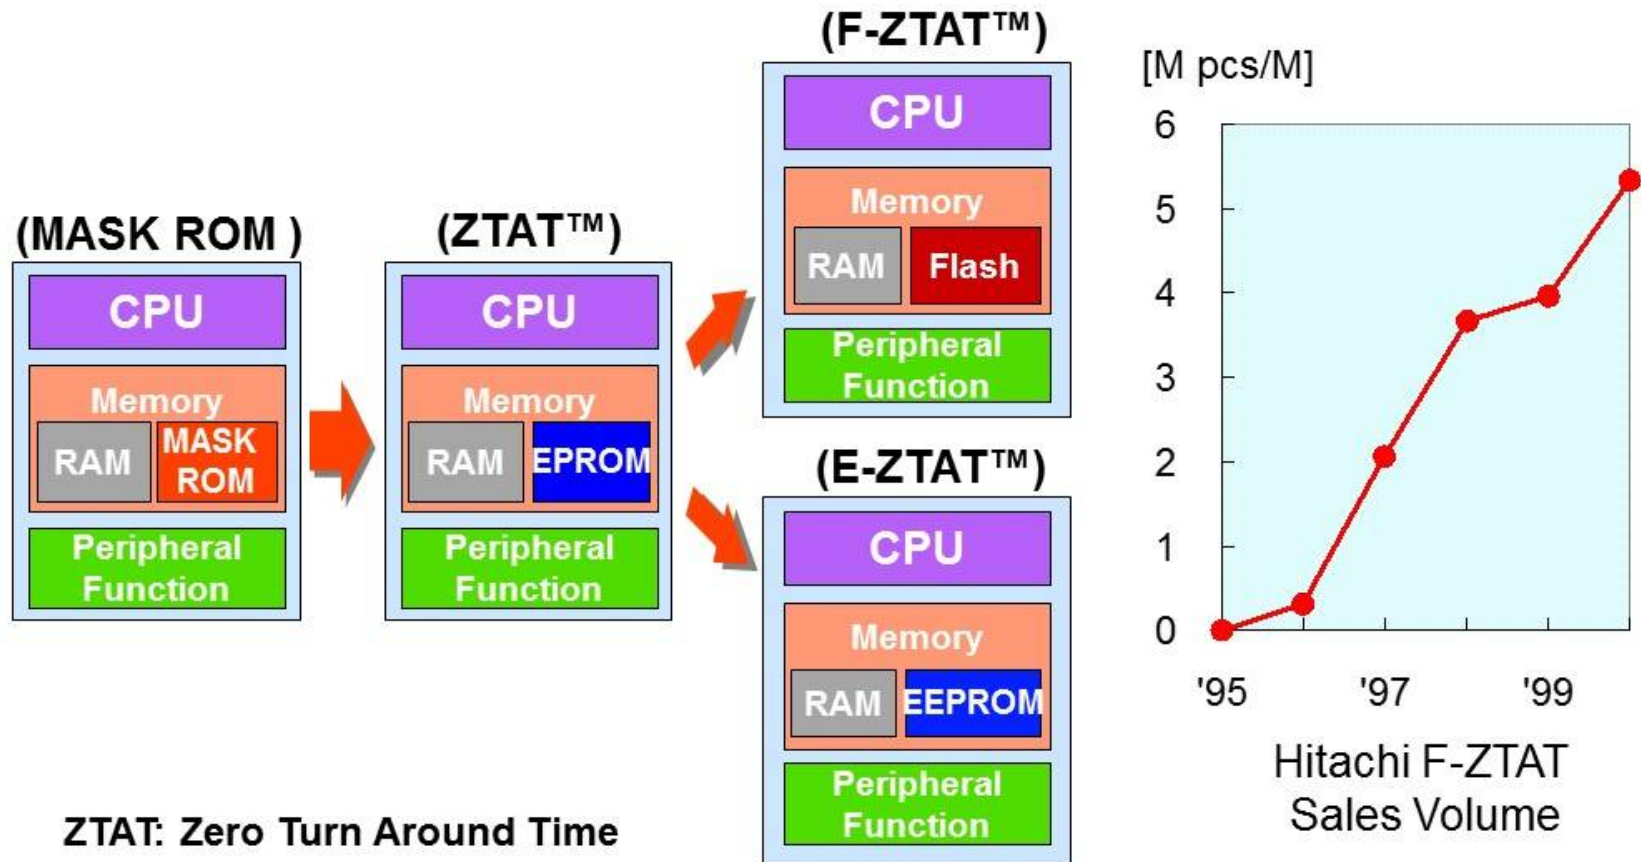 (MASK ROM )
CPU
Memory
RAM
MASK
ROM
Peripheral
Function
(ZTAT™)
CPU
Memory
RAM
EPROM
Peripheral
Function
(F-ZTAT™)
CPU
Memory
RAM
Flash
Peripheral
Function
(E-ZTAT™)
CPU
Memory
RAM
EEPROM
Peripheral
Function
ZTAT: Zero Turn Around Time
[M pcs/M]
6
5
4
3
2
1
0
'95
'97
'99
Hitachi F-ZTAT
Sales Volume